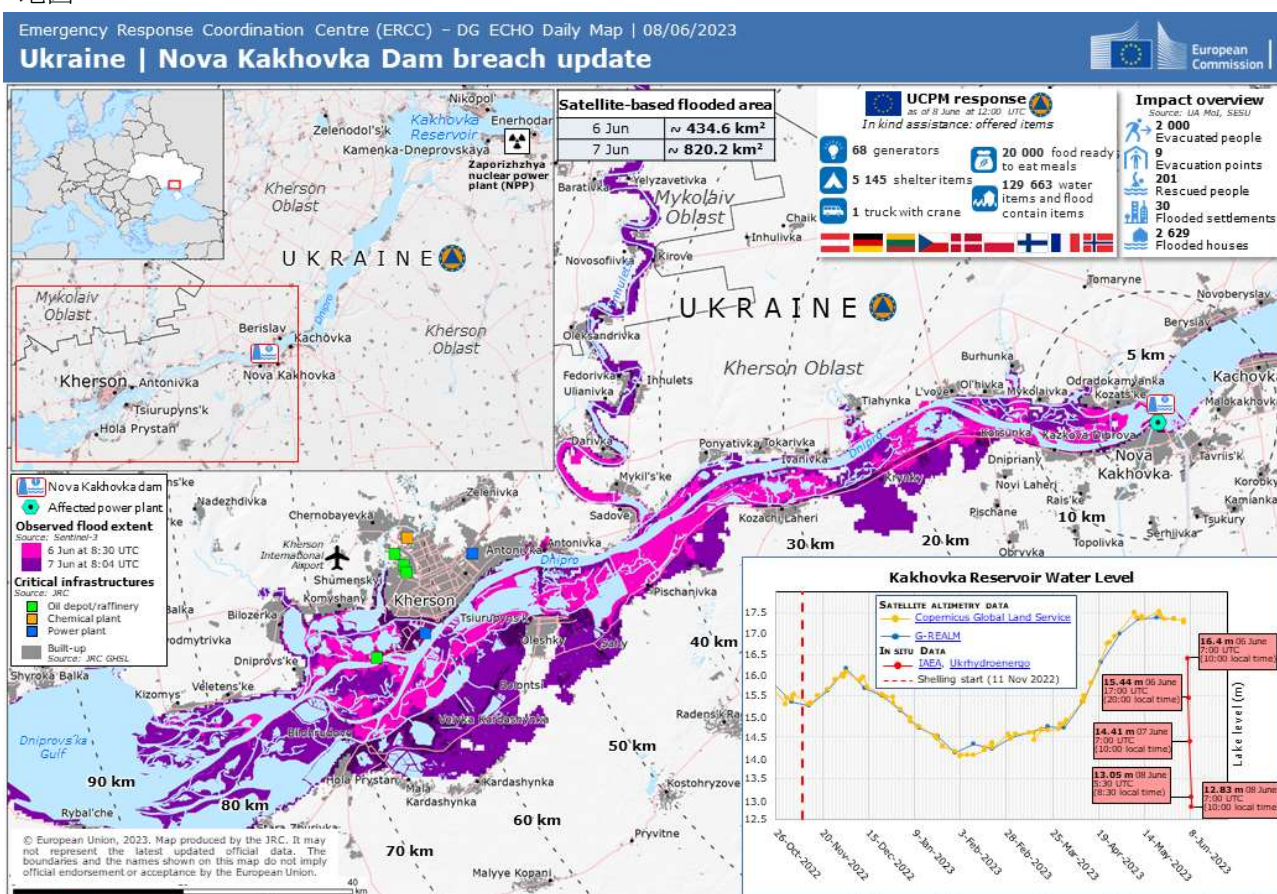 地図
Emergency Response Coordination Centre (ERCC) – DG ECHO Daily Map | 08/06/2023
Ukraine | Nova Kakhovka Dam breach update
European
Commission
Satellite-based flooded area
6 Jun ~ 434.6 km²
7 Jun ~ 820.2 km²
UCPM response
as of 8 June at 12:00 UTC
In kind assistance: offered items
68 generators
5 145 shelter items
1 truck with crane
20 000 food ready
to eat meals
129 663 water
items and flood
contain items
Impact overview
Source: UA MoI, SESU
2 000
Evacuated people
9
Evacuation points
201
Rescued people
30
Flooded settlements
2 629
Flooded houses
Nikopol'
Zelenodol's'k
Kakhovka
Reservoir
Enerhodar
Kamenka-Dneprovskaya
Zaporizhzhya
nuclear power
plant (NPP)
Kherson
Oblast
UKRAINE
Mykolaiv
Oblast
Dnipro
Kherson
Oblast
Berislav
Kachovka
Nova Kakhovka
Kherson
Antonivka
Tsiurupyns'k
Hola Prystan'
Barativka
Yelyzavetivka
Mykolaiv
Oblast
Chaik
Inhulivka
Novosofiivka
Kirove
Inhulets
UKRAINE
Tomaryne
Novoberyslav
Beryslav
Oleksandrivka
Kherson Oblast
Burhunka
5 km
Fedorivka
Ulianivka
Inhulets
L'vove
Ol'hivka
Mykolaivka
Odradokamyanka
Kozats'ke
Kachovka
Malokakhovka
Tiahynka
Darivka
Ponyativka
Tokarivka
Ivanivka
Dnipro
Korsunka
Kazkova Dibrova
Nova
Kakhovka
Tavriis'k
Dnipriany
Mykil's'ke
Krynky
Novi Laheri
Korobky
Rais'ke
Kamianka
Sadove
Kozachi Laheri
Pischane
10 km
Tsukury
Serhiivka
Topolivka
Obryvka
20 km
30 km
Nova Kakhovka dam
Affected power plant
Observed flood extent
Source: Sentinel-3
6 Jun at 8:30 UTC
7 Jun at 8:04 UTC
Critical infrastructures
Source: JRC
Oil depot/raffinery
Chemical plant
Power plant
Built-up
Source: JRC GHSL
Nadezhdivka
Chernobayevka
Zelenivka
Kherson
International
Airport
Antonivka
Antonivka
Shumensky
Komyshany
Kherson
Bilozerka
Dnipro
Pischanivka
Tsiurupyns'k
Oleshky
40 km
Dniprovs'ke
Shyroka Balka
Kizomys
Veletens'ke
Solontsi
Velyka Kardashynka
Radens'k
Bilohrudove
Dniprovs'ka
Gulf
90 km
80 km
50 km
Hola Prystan'
Mala
Kardashynka
Kardashynka
Kostohryzove
Rybal'che
60 km
Pryvitne
70 km
Malyye Kopani
© European Union, 2023. Map produced by the JRC. It may
not represent the latest updated official data. The
boundaries and the names shown on this map do not imply
official endorsement or acceptance by the European Union.
40
km
Kakhovka Reservoir Water Level
SATELLITE ALTIMETRY DATA
Copernicus Global Land Service
G-REALM
IN SITU DATA
IAEA, Ukrhydroenergo
Shelling start (11 Nov 2022)
17.5
17.0
16.5
16.0
15.5
15.0
14.5
14.0
13.5
13.0
12.5
16.4 m 06 June
7:00 UTC
(10:00 local time)
15.44 m 06 June
17:00 UTC
(20:00 local time)
14.41 m 07 June
7:00 UTC
(10:00 local time)
13.05 m 08 June
5:30 UTC
(8:30 local time)
12.83 m 08 June
7:00 UTC
(10:00 local time)
Lake level (m)
26-Oct-2022
20-Nov-2022
15-Dec-2022
9-Jan-2023
3-Feb-2023
28-Feb-2023
25-Mar-2023
19-Apr-2023
14-May-2023
8-Jun-2023